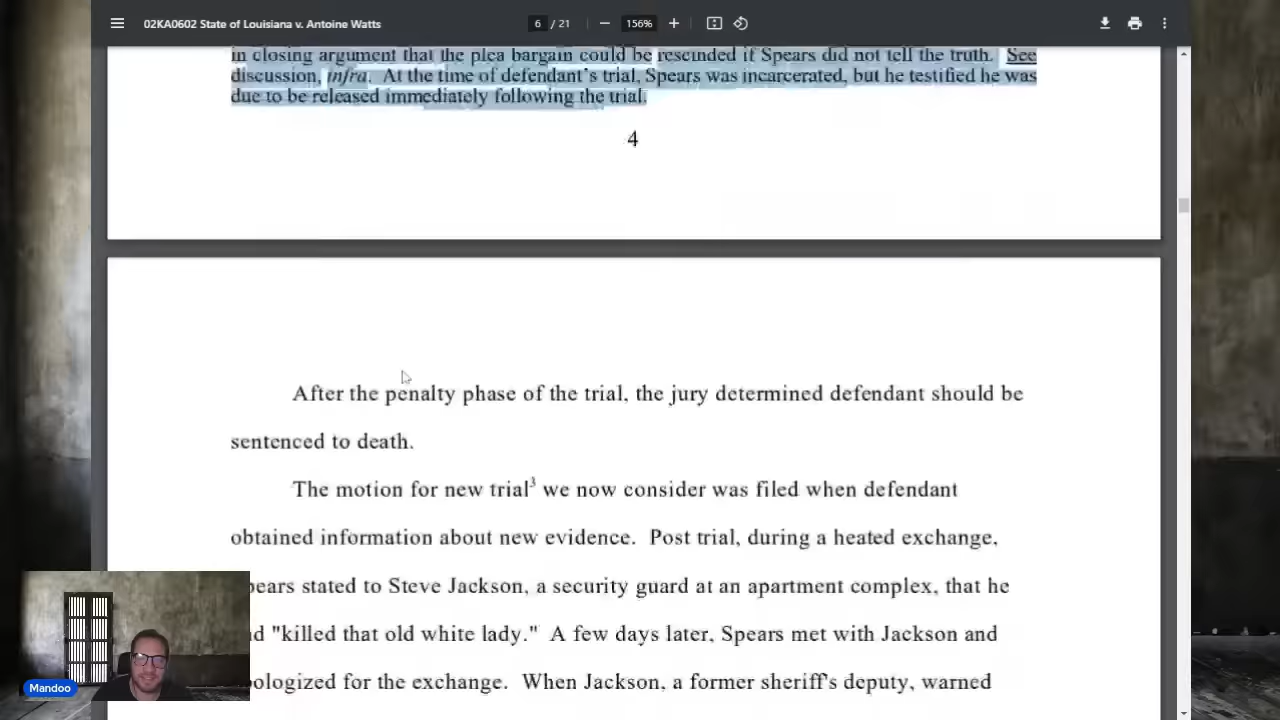 02KA0602 State of Louisiana v. Antoine Watts
6 / 21
156%
in closing argument that the plea bargain could be rescinded if Spears did not tell the truth. See
discussion, infra. At the time of defendant's trial, Spears was incarcerated, but he testified he was
due to be released immediately following the trial.
4
After the penalty phase of the trial, the jury determined defendant should be
sentenced to death.
The motion for new trial3 we now consider was filed when defendant
obtained information about new evidence. Post trial, during a heated exchange,
pears stated to Steve Jackson, a security guard at an apartment complex, that he
"killed that old white lady." A few days later, Spears met with Jackson and
pologized for the exchange. When Jackson, a former sheriff's deputy, warned
Mandoo